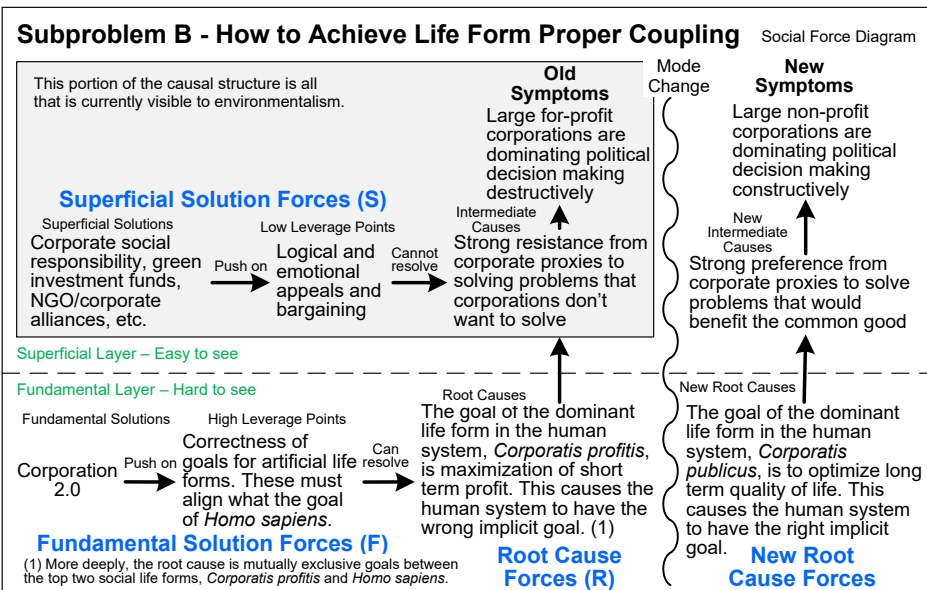 Subproblem B - How to Achieve Life Form Proper Coupling
Social Force Diagram
This portion of the causal structure is all
that is currently visible to environmentalism.
Old
Symptoms
Large for-profit
corporations are
dominating political
decision making
destructively
Mode
Change
New
Symptoms
Large non-profit
corporations are
dominating political
decision making
constructively
Superficial Solution Forces (S)
Superficial Solutions
Corporate social
responsibility, green
investment funds,
NGO/corporate
alliances, etc.
Push on
Low Leverage Points
Logical and
emotional
appeals and
bargaining
Cannot
resolve
Intermediate
Causes
Strong resistance from
corporate proxies to
solving problems that
corporations don’t
want to solve
New
Intermediate
Causes
Strong preference from
corporate proxies to solve
problems that would
benefit the common good
Superficial Layer – Easy to see
Fundamental Layer – Hard to see
Fundamental Solutions
Corporation
2.0
Push on
High Leverage Points
Correctness of
goals for artificial life
forms. These must
align what the goal
of Homo sapiens.
Can
resolve
Root Causes
The goal of the dominant
life form in the human
system, Corporatis profitis,
is maximization of short
term profit. This causes the
human system to have the
wrong implicit goal. (1)
New Root Causes
The goal of the dominant
life form in the human
system, Corporatis
publicus, is to optimize long
term quality of life. This
causes the human system
to have the right implicit
goal.
Fundamental Solution Forces (F)
(1) More deeply, the root cause is mutually exclusive goals between
the top two social life forms, Corporatis profitis and Homo sapiens.
Root Cause
Forces (R)
New Root
Cause Forces